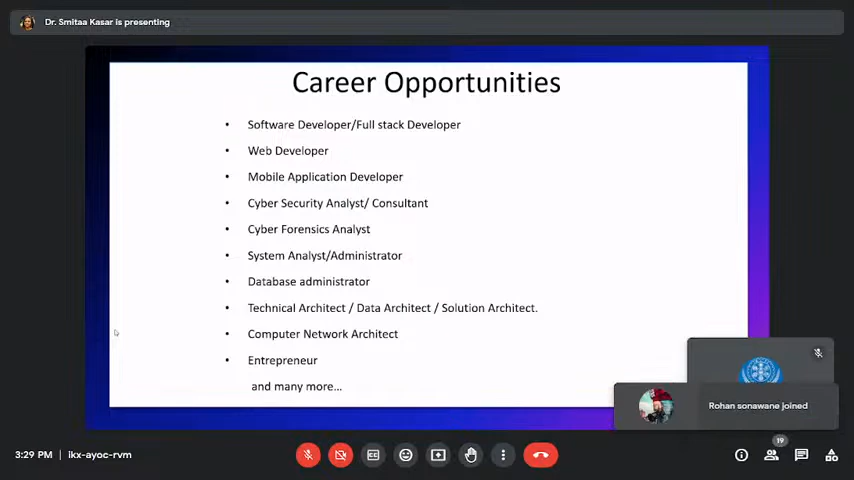 Dr. Smitaa Kasar is presenting
Career Opportunities
• Software Developer/Full stack Developer
• Web Developer
• Mobile Application Developer
• Cyber Security Analyst/ Consultant
• Cyber Forensics Analyst
• System Analyst/Administrator
• Database administrator
• Technical Architect / Data Architect / Solution Architect.
• Computer Network Architect
• Entrepreneur
and many more...
Rohan sonawane joined
3:29 PM | lkx-ayoc-rvm
19